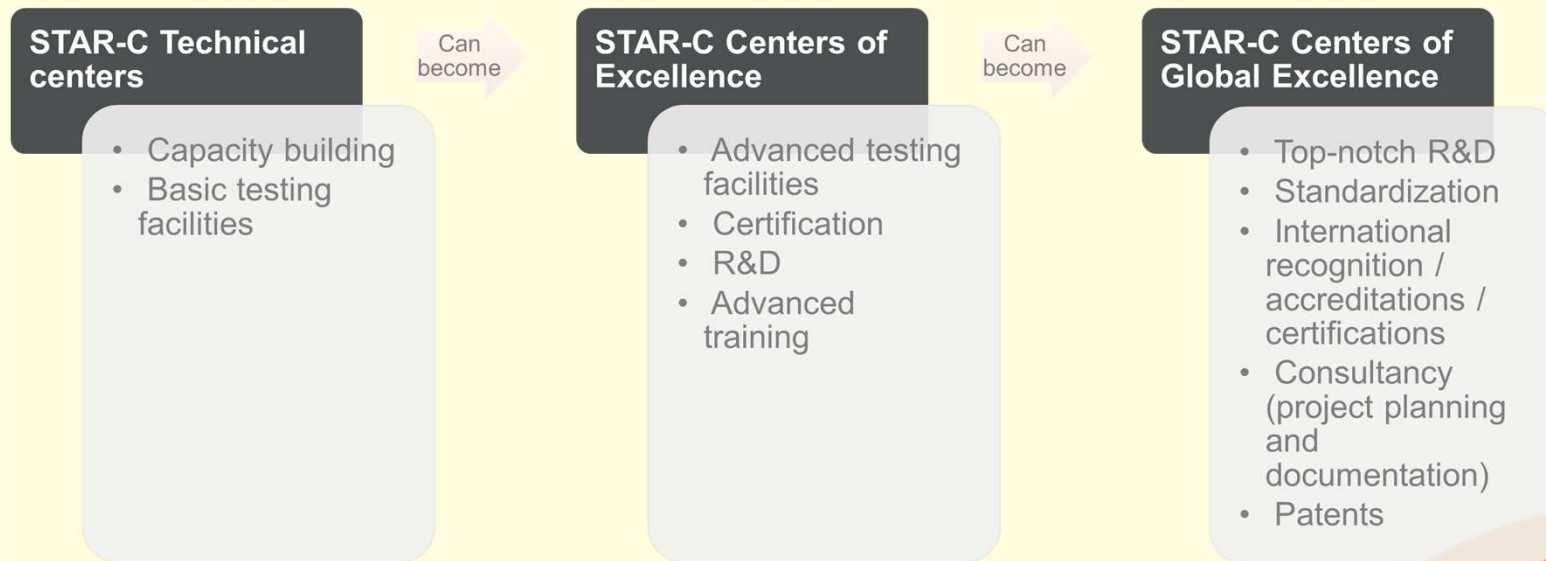 STAR-C Technical
centers
• Capacity building
• Basic testing
facilities
Can
become
STAR-C Centers of
Excellence
• Advanced testing
facilities
• Certification
• R&D
• Advanced
training
Can
become
STAR-C Centers of
Global Excellence
• Top-notch R&D
• Standardization
• International
recognition /
accreditations /
certifications
• Consultancy
(project planning
and
documentation)
• Patents